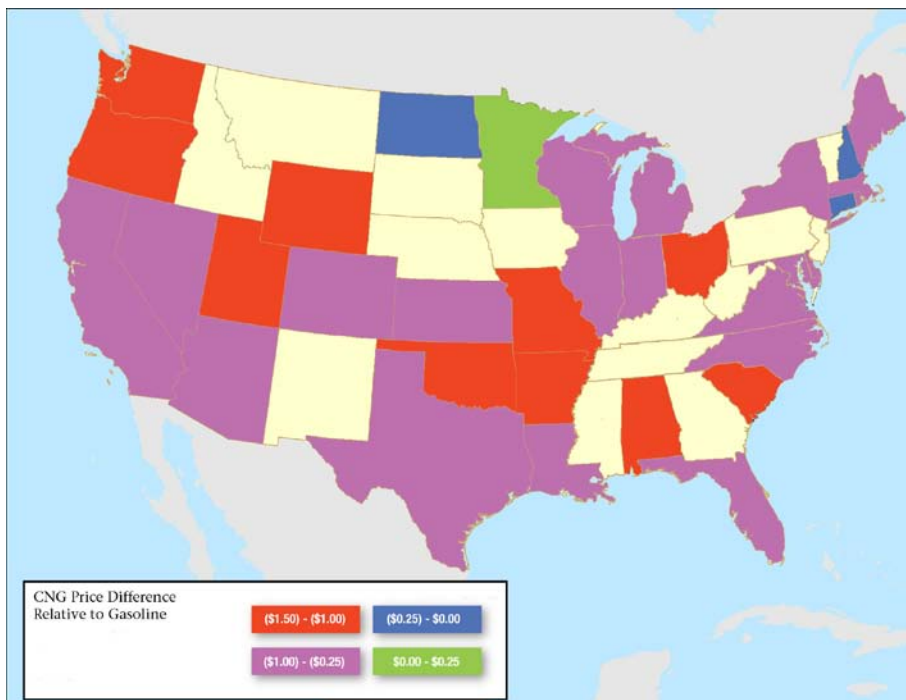 CNG Price Difference
Relative to Gasoline
($1.50) - ($1.00)
($0.25) - $0.00
($1.00) - ($0.25)
$0.00 - $0.25